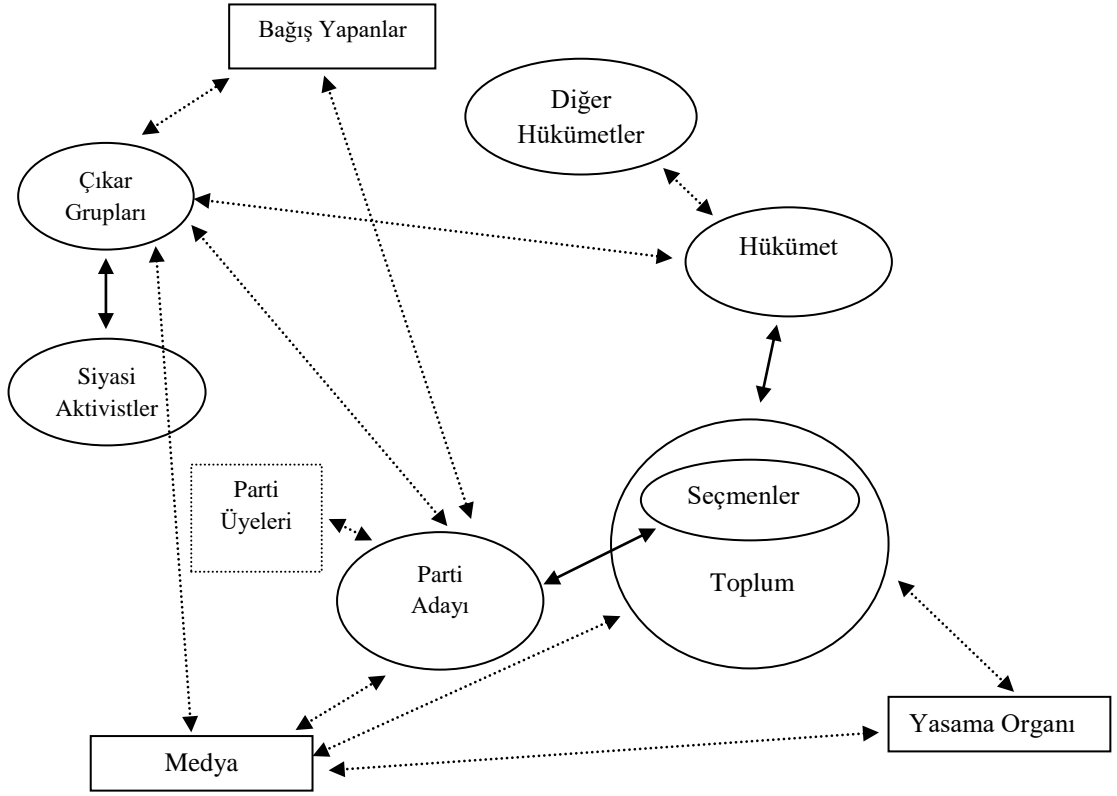 Bağış Yapanlar
Diğer
Hükümetler
Çıkar
Grupları
Hükümet
Siyasi
Aktivistler
Parti
Üyeleri
Seçmenler
Parti
Adayı
Toplum
Yasama Organı
Medya